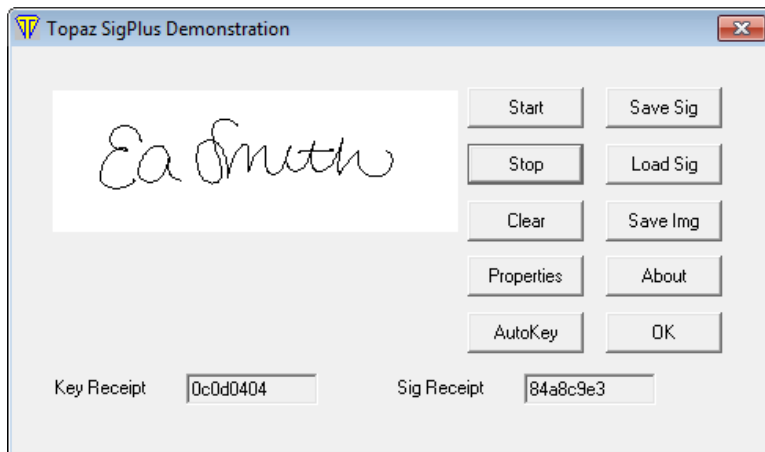 Topaz SigPlus Demonstration
Ea Smith
Start Save Sig
Stop Load Sig
Clear Save Img
Properties About
AutoKey OK
Key Receipt 0c0d0404 Sig Receipt 84a8c9e3